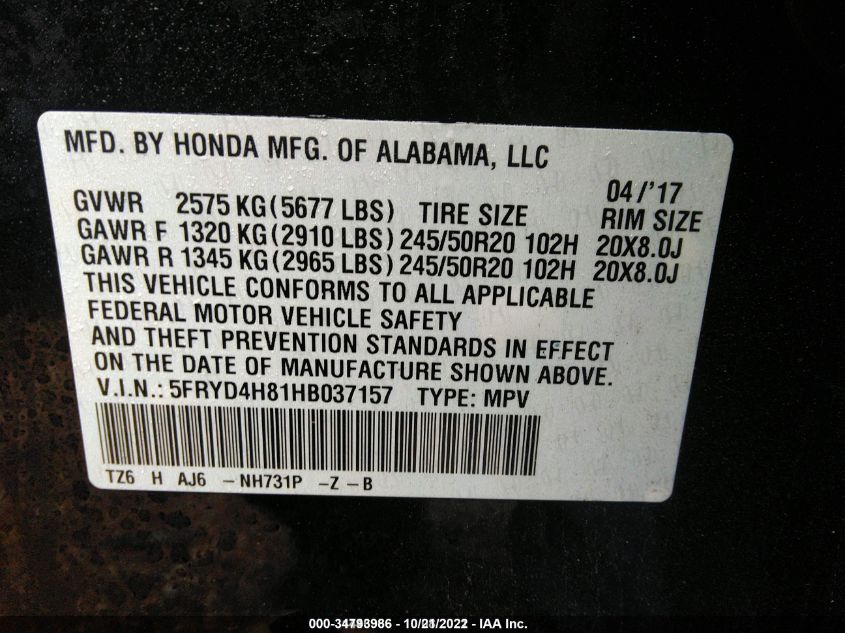 MFD. BY HONDA MFG. OF ALABAMA, LLC
04/'17
GVWR 2575 KG(5677 LBS) TIRE SIZE RIM SIZE
GAWR F 1320 KG(2910 LBS) 245/50R20 102H 20X8.0J
GAWR R 1345 KG(2965 LBS) 245/50R20 102H 20X8.0J
THIS VEHICLE CONFORMS TO ALL APPLICABLE
FEDERAL MOTOR VEHICLE SAFETY
AND THEFT PREVENTION STANDARDS IN EFFECT
ON THE DATE OF MANUFACTURE SHOWN ABOVE.
V.I.N.: 5FRYD4H81HB037157 TYPE: MPV
TZ6 H AJ6 -NH731P -Z -B
- IAA Inc.